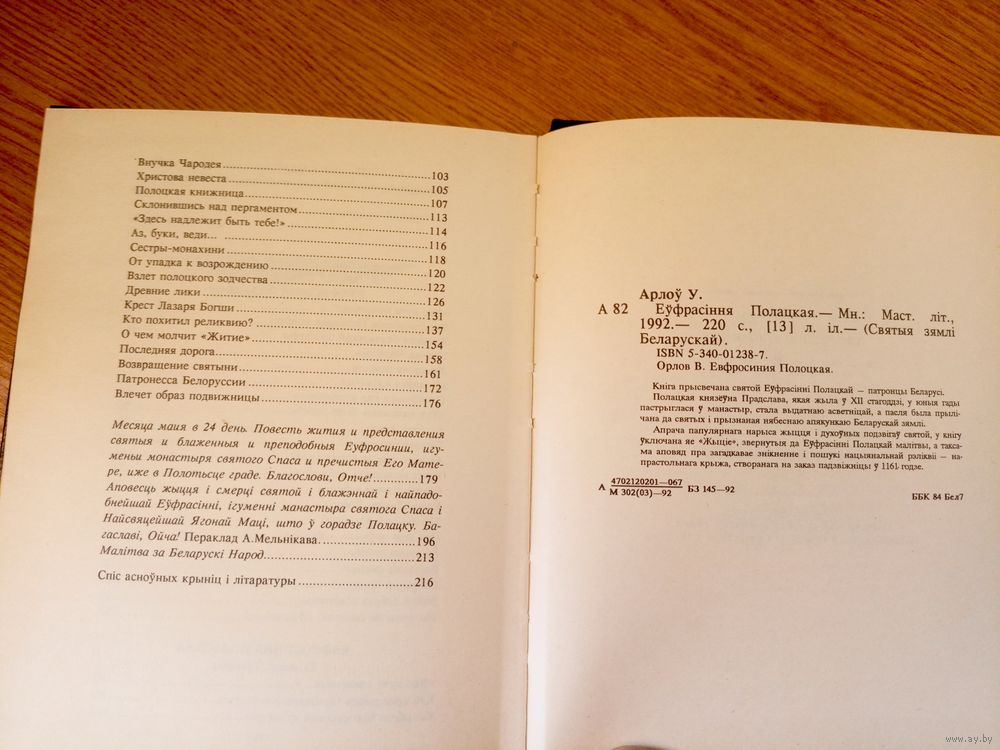 Внучка Чародея........103
Христова невеста........105
Полоцкая книжница........107
Склонившись над пергаментом........113
«Здесь надлежит быть тебе!»........114
Аз, буки, веди... ........116
Сестры-монахини........118
От упадка к возрождению........120
Взлет полоцкого зодчества........122
Древние лики........126
Крест Лазаря Богши........131
Кто похитил реликвию?........137
О чем молчит «Житие»........154
Последняя дорога........158
Возвращение святыни........161
Патронесса Белоруссии........172
Влечет образ подвижницы........176
Месяца маия в 24 день. Повесть жития и представления
святыя и блаженныя и преподобныя Еуфросинии, игу-
меньи монастыря святого Спаса и пречистыя Его Мате-
ре, иже в Полотьсце граде. Благослови, Отче!........179
Аповесць жыцця і смерці святой і блажэннай і найпадо-
бнейшай Еўфрасінні, ігуменні манастыра святога Спаса і
Найсвяцейшай Ягонай Маці, што ў горадзе Полацку. Ба-
гаславі, Ойча! Пераклад А.Мельнікава........196
Малітва за Беларускі Народ........213
Спіс асноўных крыніц і літаратуры........216
Арлоў У.
А 82 Еўфрасіння Полацкая.— Мн.: Маст. літ.,
1992.— 220 с., [13] л. іл.— (Святыя зямлі
Беларускай).
ISBN 5-340-01238-7.
Орлов В. Евфросиния Полоцкая.
Кніга прысвечана святой Еўфрасінні Полацкай — патронцы Беларусі.
Полацкая князёўна Прадслава, якая жыла ў XII стагоддзі, у юныя гады
пастрыглася ў манастыр, стала выдатнаю асветніцай, а пасля была прылі-
чана да святых і прызнаная нябеснаю апякункаю Беларускай зямлі.
Апрача папулярнага нарыса жыцця і духоўных подзвігаў святой, у кнігу
ўключана яе «Жыціе», звернутыя да Еўфрасінні Полацкай малітвы, а такса-
ма аповяд пра загадкавае знікненне і пошукі нацыянальнай рэліквіі — на-
прастольнага крыжа, створанага на заказ падзвіжніцы ў 1161 годзе.
А 4702120201—067
М 302(03)—92 БЗ 145—92
ББК 84 Бел7
www.ay.by